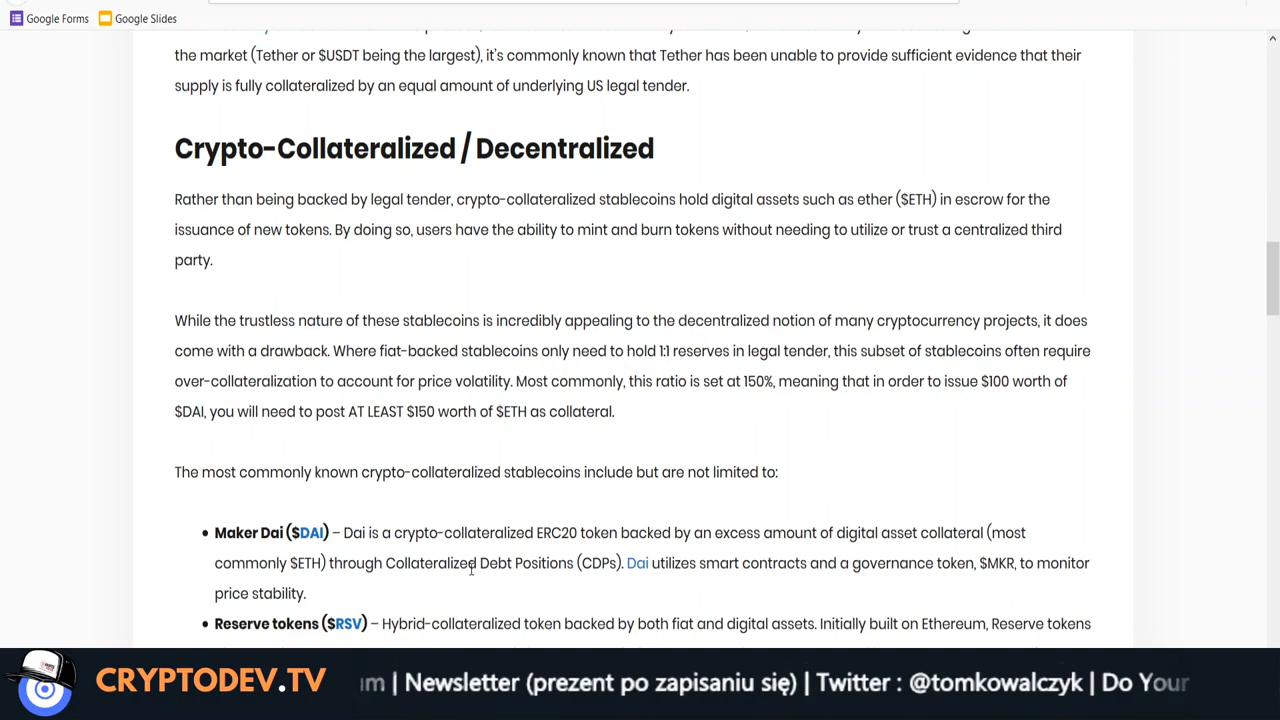 Google Forms
Google Slides
the market (Tether or $USDT being the largest), it’s commonly known that Tether has been unable to provide sufficient evidence that their
supply is fully collateralized by an equal amount of underlying US legal tender.
Crypto-Collateralized / Decentralized
Rather than being backed by legal tender, crypto-collateralized stablecoins hold digital assets such as ether ($ETH) in escrow for the
issuance of new tokens. By doing so, users have the ability to mint and burn tokens without needing to utilize or trust a centralized third
party.
While the trustless nature of these stablecoins is incredibly appealing to the decentralized notion of many cryptocurrency projects, it does
come with a drawback. Where fiat-backed stablecoins only need to hold 1:1 reserves in legal tender, this subset of stablecoins often require
over-collateralization to account for price volatility. Most commonly, this ratio is set at 150%, meaning that in order to issue $100 worth of
$DAI, you will need to post AT LEAST $150 worth of $ETH as collateral.
The most commonly known crypto-collateralized stablecoins include but are not limited to:
• Maker Dai ($DAI) – Dai is a crypto-collateralized ERC20 token backed by an excess amount of digital asset collateral (most
commonly $ETH) through Collateralized Debt Positions (CDPs). Dai utilizes smart contracts and a governance token, $MKR, to monitor
price stability.
• Reserve tokens ($RSV) – Hybrid-collateralized token backed by both fiat and digital assets. Initially built on Ethereum, Reserve tokens
CRYPTODEV.TV
| Newsletter (prezent po zapisaniu się) | Twitter : @tomkowalczyk | Do Your